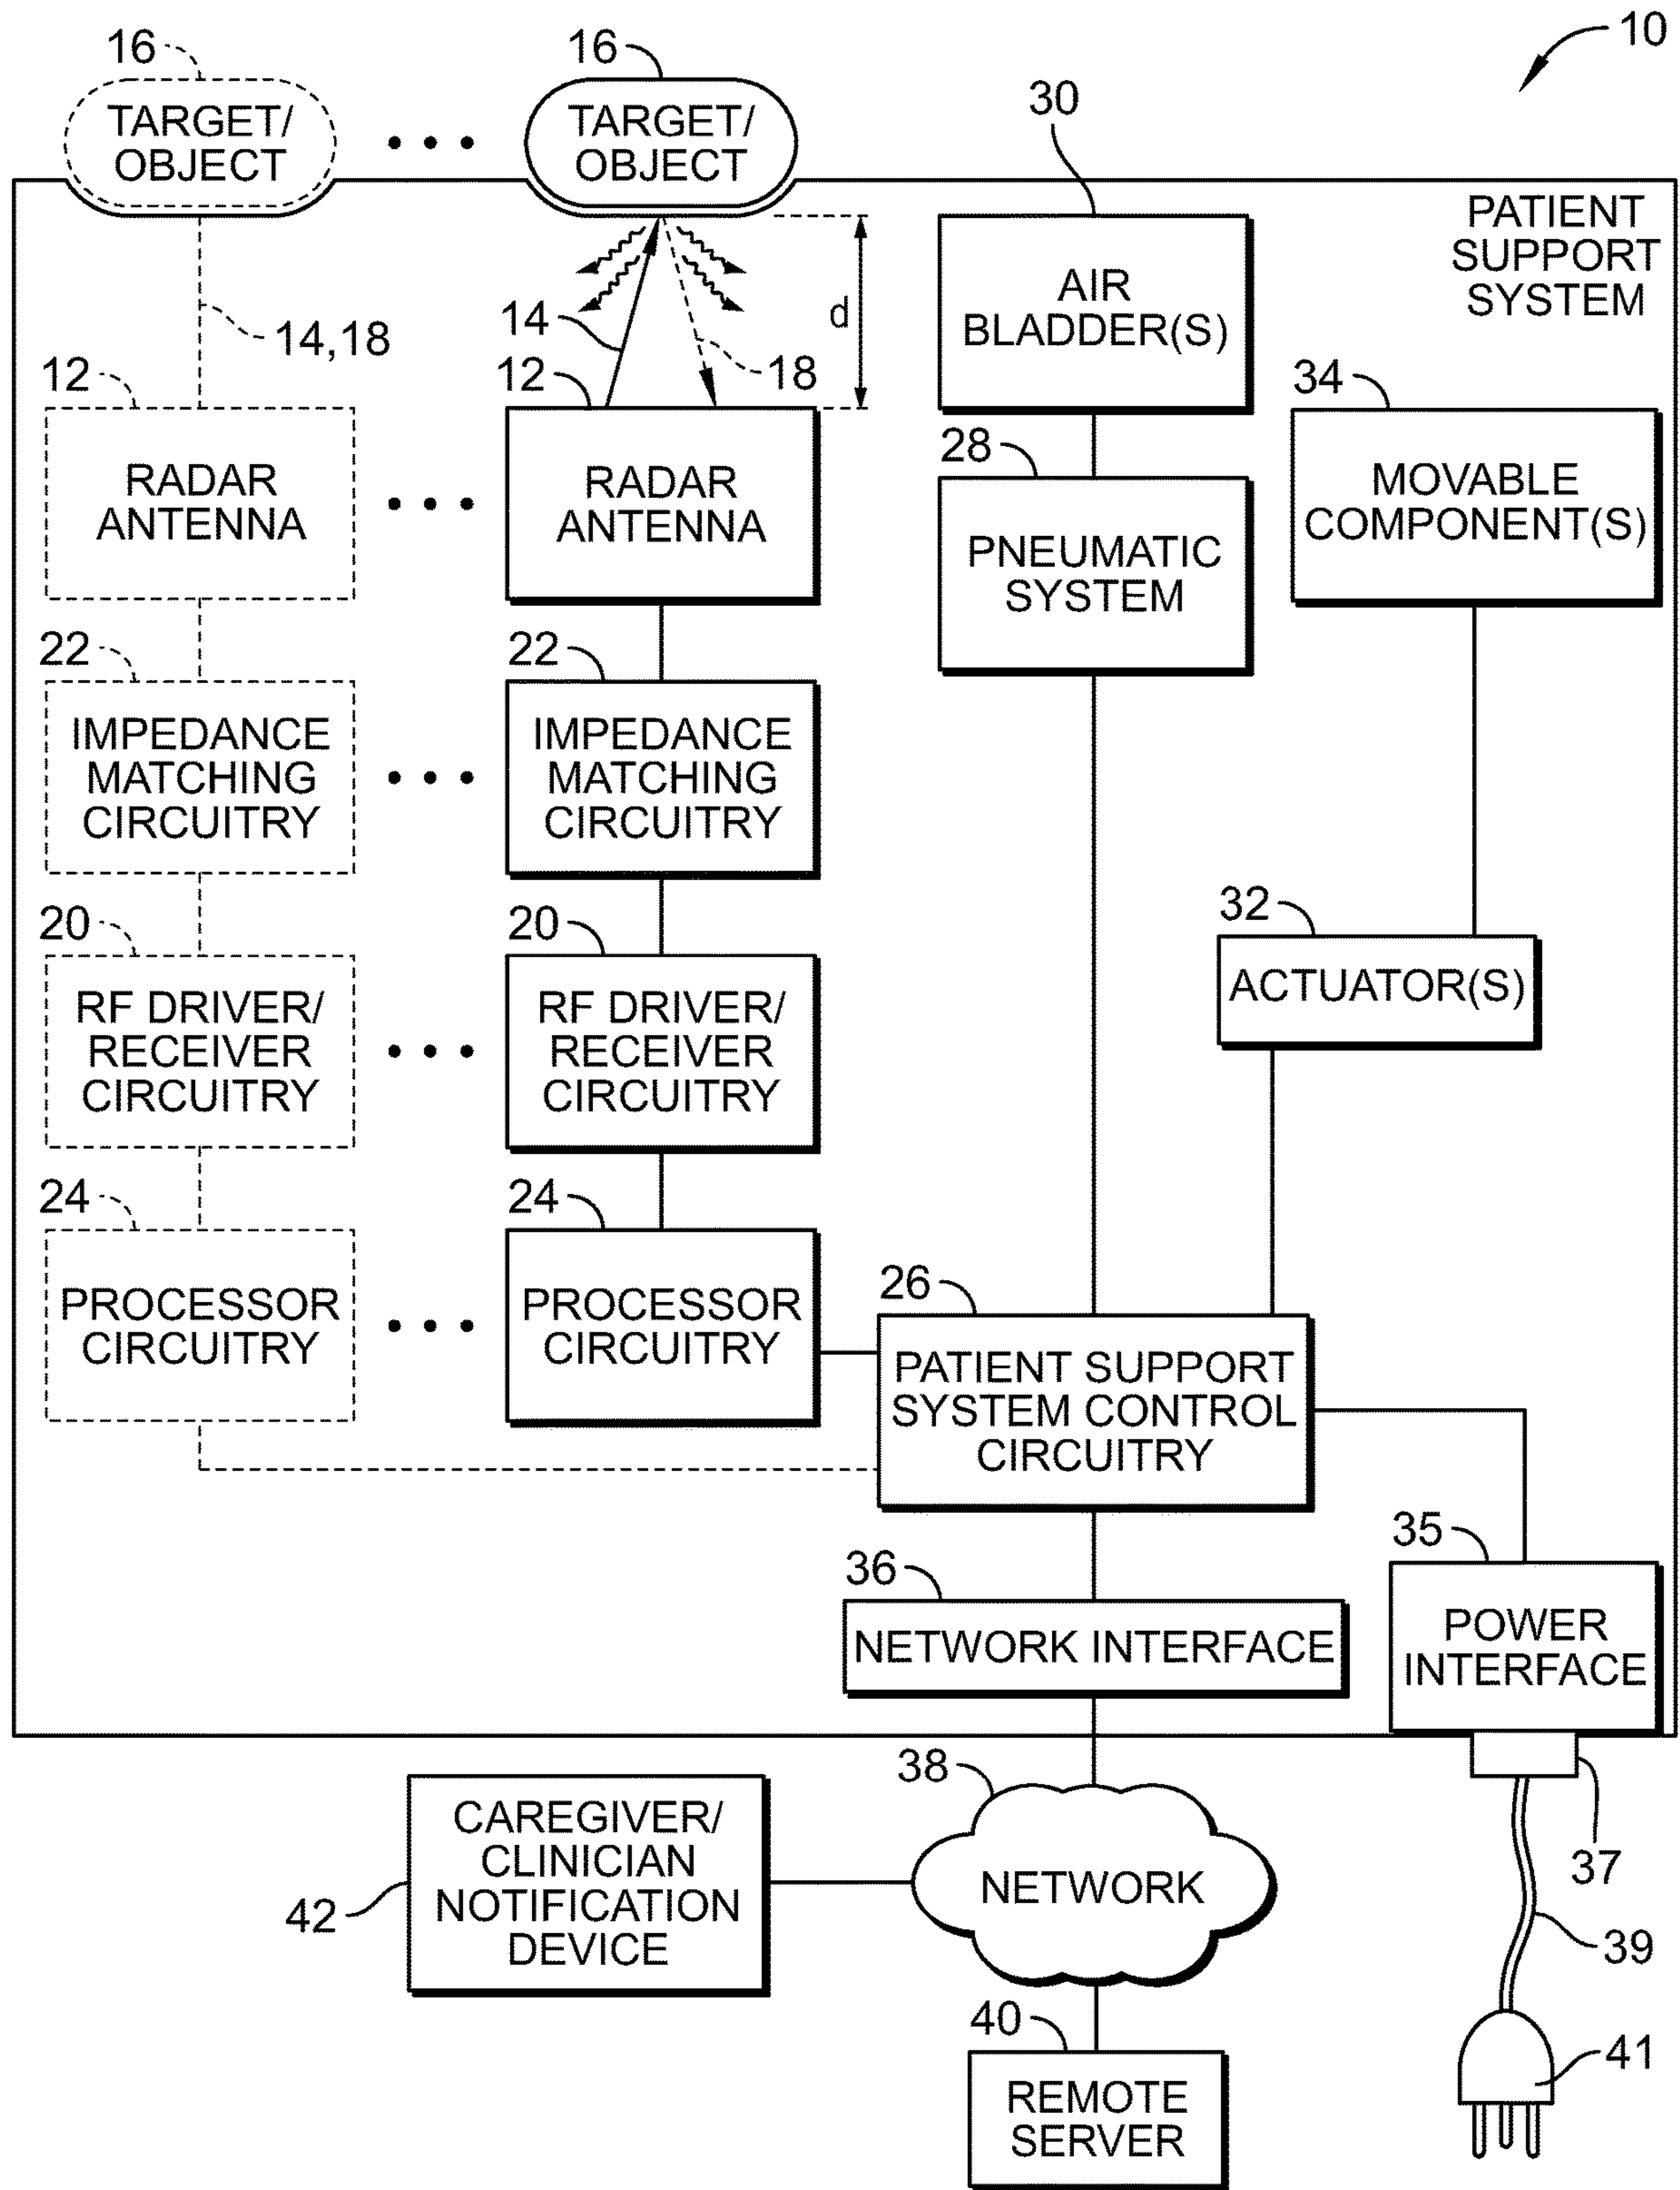 10
16
16
TARGET/
OBJECT
TARGET/
OBJECT
30
PATIENT
SUPPORT
SYSTEM
AIR
BLADDER(S)
d
14
14,18
18
12
12
34
RADAR
ANTENNA
RADAR
ANTENNA
28
MOVABLE
COMPONENT(S)
PNEUMATIC
SYSTEM
22
22
IMPEDANCE
MATCHING
CIRCUITRY
IMPEDANCE
MATCHING
CIRCUITRY
32
20
20
ACTUATOR(S)
RF DRIVER/
RECEIVER
CIRCUITRY
RF DRIVER/
RECEIVER
CIRCUITRY
24
24
26
PROCESSOR
CIRCUITRY
PROCESSOR
CIRCUITRY
PATIENT SUPPORT
SYSTEM CONTROL
CIRCUITRY
35
36
NETWORK INTERFACE
POWER
INTERFACE
38
CAREGIVER/
CLINICIAN
NOTIFICATION
DEVICE
42
NETWORK
37
39
40
REMOTE
SERVER
41